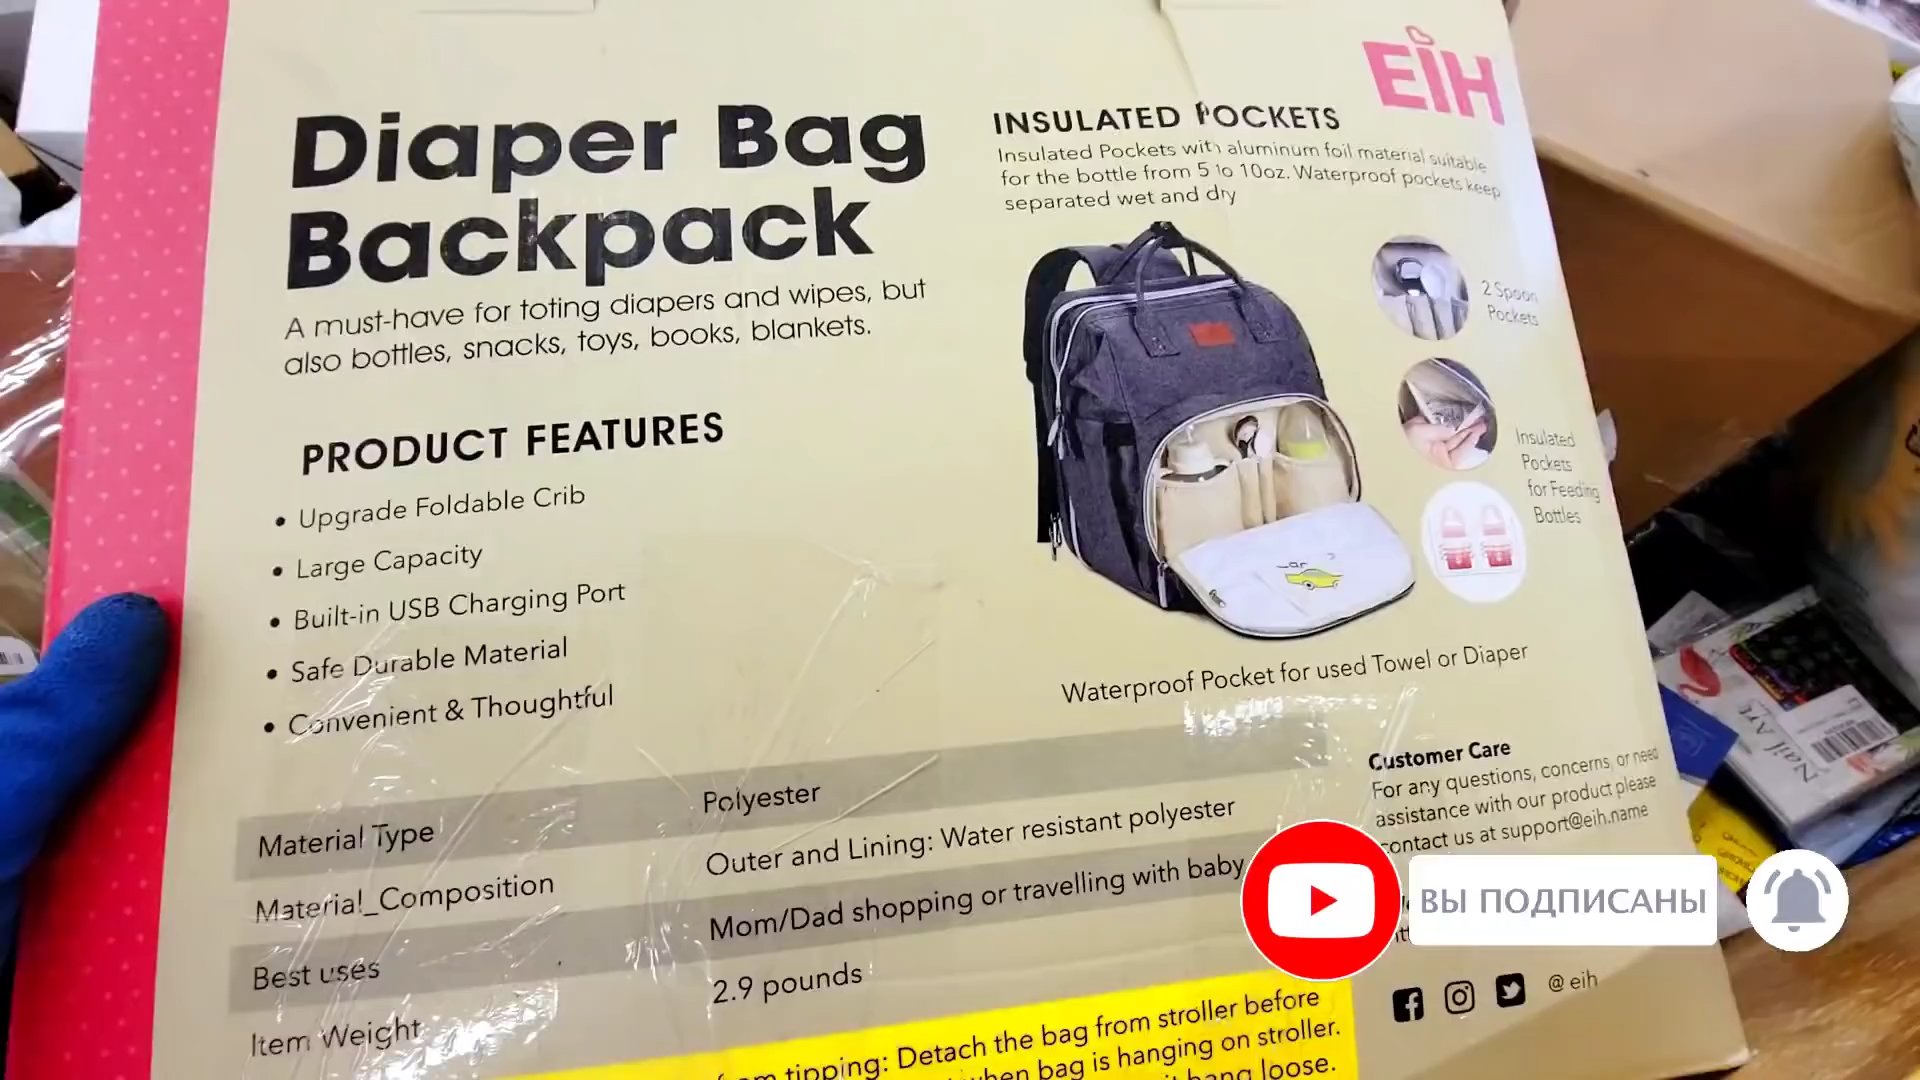 EIH
Diaper Bag
Backpack
A must-have for toting diapers and wipes, but
also bottles, snacks, toys, books, blankets.
PRODUCT FEATURES
• Upgrade Foldable Crib
• Large Capacity
• Built-in USB Charging Port
• Safe Durable Material
• Convenient & Thoughtful
INSULATED POCKETS
Insulated Pockets with aluminum foil material suitable
for the bottle from 5 to 10oz. Waterproof pockets keep
separated wet and dry
2 Spoon
Pockets
Insulated
Pockets
for Feeding
Bottles
Waterproof Pocket for used Towel or Diaper
Material Type Polyester
Material_Composition Outer and Lining: Water resistant polyester
Best uses Mom/Dad shopping or travelling with baby
Item Weight 2.9 pounds
Customer Care
For any questions, concerns, or need
assistance with our product please
contact us at support@eih.name
ВЫ ПОДПИСАНЫ
@eih
tipping: Detach the bag from stroller before
when bag is hanging on stroller.
hang loose.
Nail Art